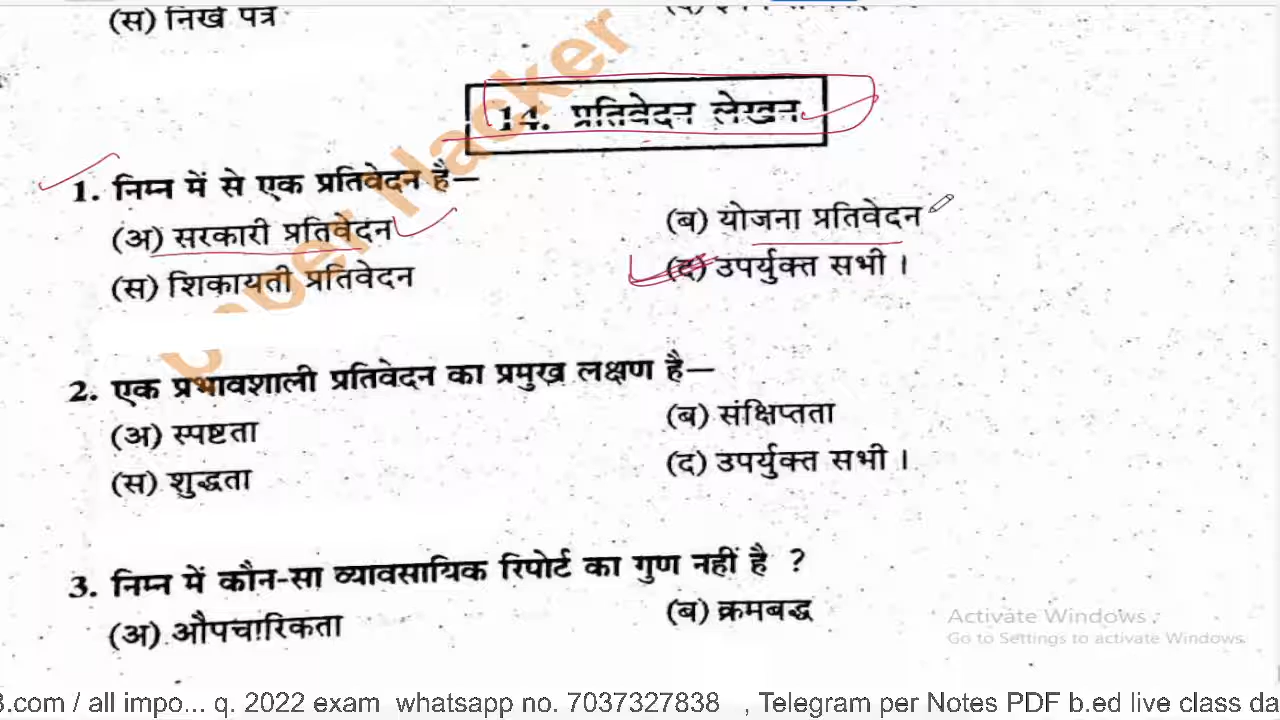 (स) निर्ख पत्र
14. प्रतिवेदन लेखन
1. निम्न में से एक प्रतिवेदन है—
(अ) सरकारी प्रतिवेदन
(ब) योजना प्रतिवेदन
(स) शिकायती प्रतिवेदन
(द) उपर्युक्त सभी ।
2. एक प्रभावशाली प्रतिवेदन का प्रमुख लक्षण है—
(अ) स्पष्टता
(ब) संक्षिप्तता
(स) शुद्धता
(द) उपर्युक्त सभी ।
3. निम्न में कौन-सा व्यावसायिक रिपोर्ट का गुण नहीं है ?
(अ) औपचारिकता
(ब) क्रमबद्ध
Hacker
Activate Windows
Go to Settings to activate Windows.
.com / all impo... q. 2022 exam whatsapp no. 7037327838 , Telegram per Notes PDF b.ed live class da